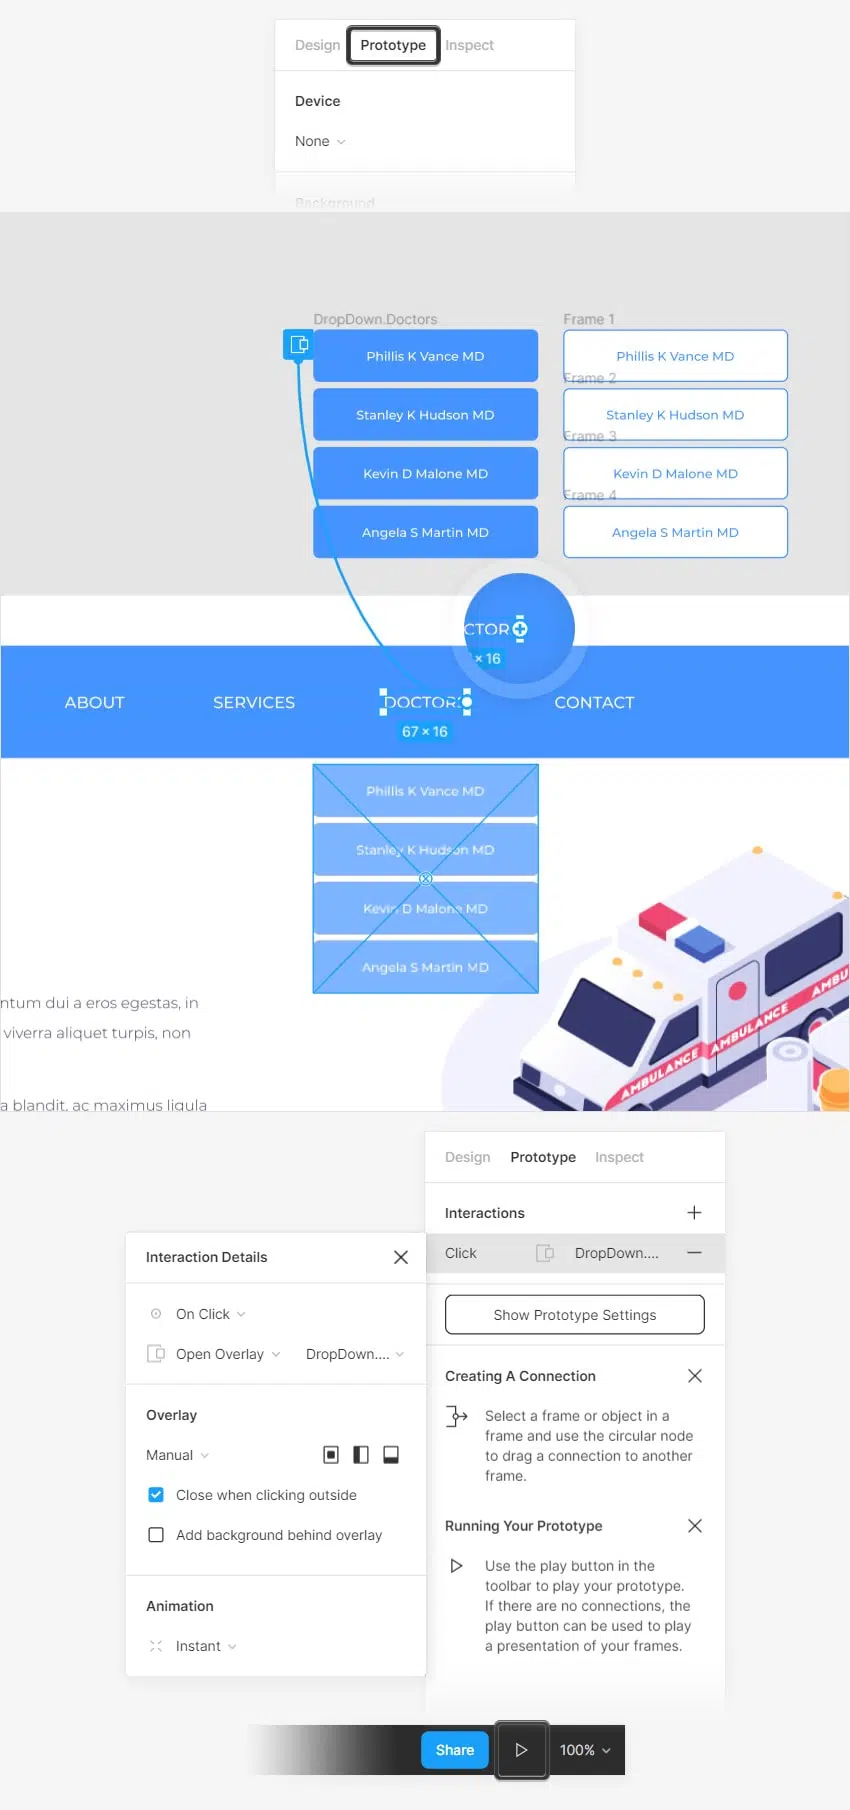 Design Prototype Inspect
Device
None
Background
DropDown.Doctors
Phillis K Vance MD
Stanley K Hudson MD
Kevin D Malone MD
Angela S Martin MD
Frame 1
Phillis K Vance MD
Frame 2
Stanley K Hudson MD
Frame 3
Kevin D Malone MD
Frame 4
Angela S Martin MD
CTOR
× 16
ABOUT SERVICES DOCTORS CONTACT
67 × 16
Phillis K Vance MD
Stanley K Hudson MD
Kevin D Malone MD
Angela S Martin MD
ntum dui a eros egestas, in
viverra aliquet turpis, non
a blandit, ac maximus ligula
AMBULANCE AMBULANCE AMBU
Design Prototype Inspect
Interactions
Click DropDown....
Show Prototype Settings
Creating A Connection
Select a frame or object in a
frame and use the circular node
to drag a connection to another
frame.
Running Your Prototype
Use the play button in the
toolbar to play your prototype.
If there are no connections, the
play button can be used to play
a presentation of your frames.
Interaction Details
On Click
Open Overlay DropDown....
Overlay
Manual
Close when clicking outside
Add background behind overlay
Animation
Instant
Share 100%